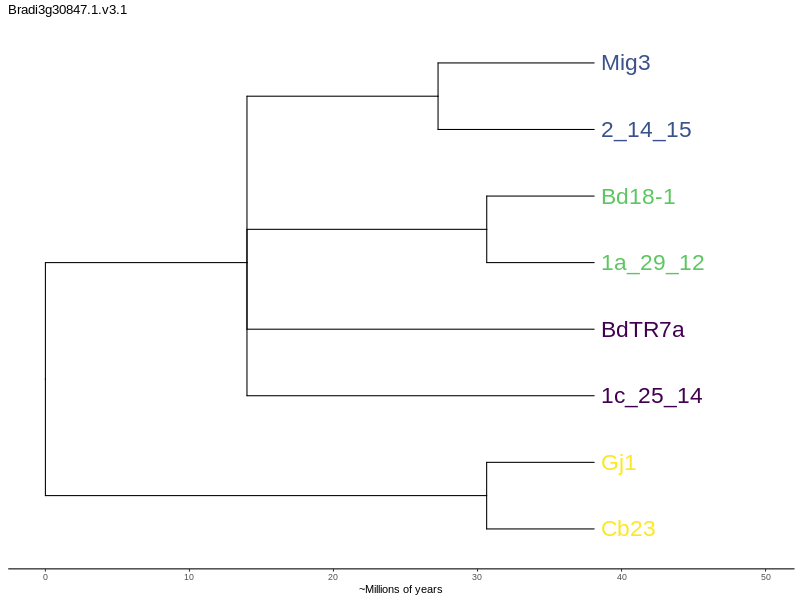 Bradi3g30847.1.v3.1
Mig3
2_14_15
Bd18-1
1a_29_12
BdTR7a
1c_25_14
Gj1
Cb23
0 10 20 30 40 50
~Millions of years